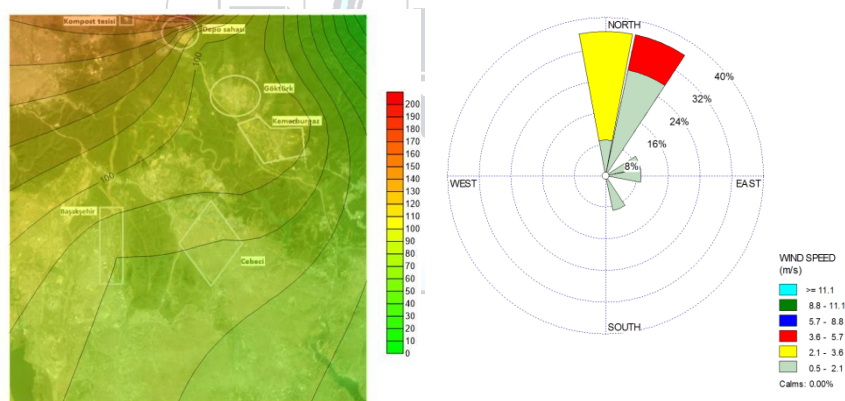 Kompost tesisi
Depo sahası
100
Göktürk
Kemerburgaz
100
Başakşehir
Cebeci
200
190
180
170
160
150
140
130
120
110
100
90
80
70
60
50
40
30
20
10
0
NORTH
40%
32%
24%
16%
8%
WEST
EAST
SOUTH
WIND SPEED
(m/s)
>= 11.1
8.8 - 11.1
5.7 - 8.8
3.6 - 5.7
2.1 - 3.6
0.5 - 2.1
Calms: 0.00%